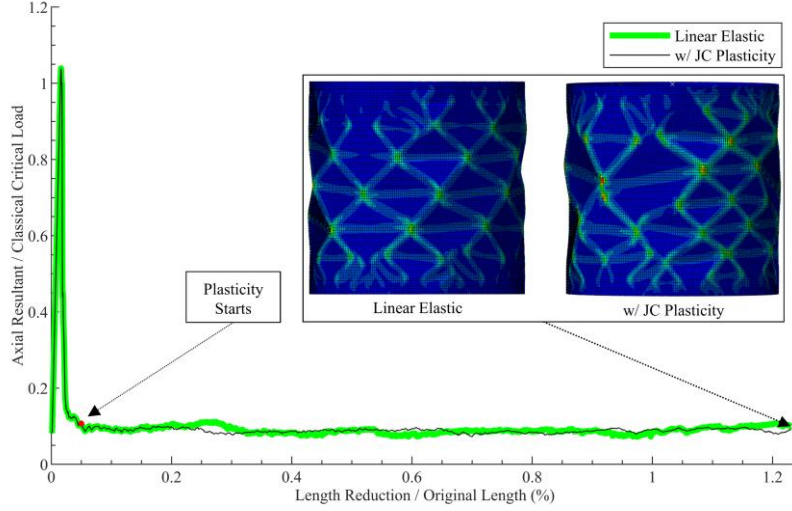 1.2
1
0.8
0.6
0.4
0.2
0
Axial Resultant / Classical Critical Load
Linear Elastic
w/ JC Plasticity
Linear Elastic
w/ JC Plasticity
Plasticity
Starts
0
0.2
0.4
0.6
0.8
1
1.2
Length Reduction / Original Length (%)